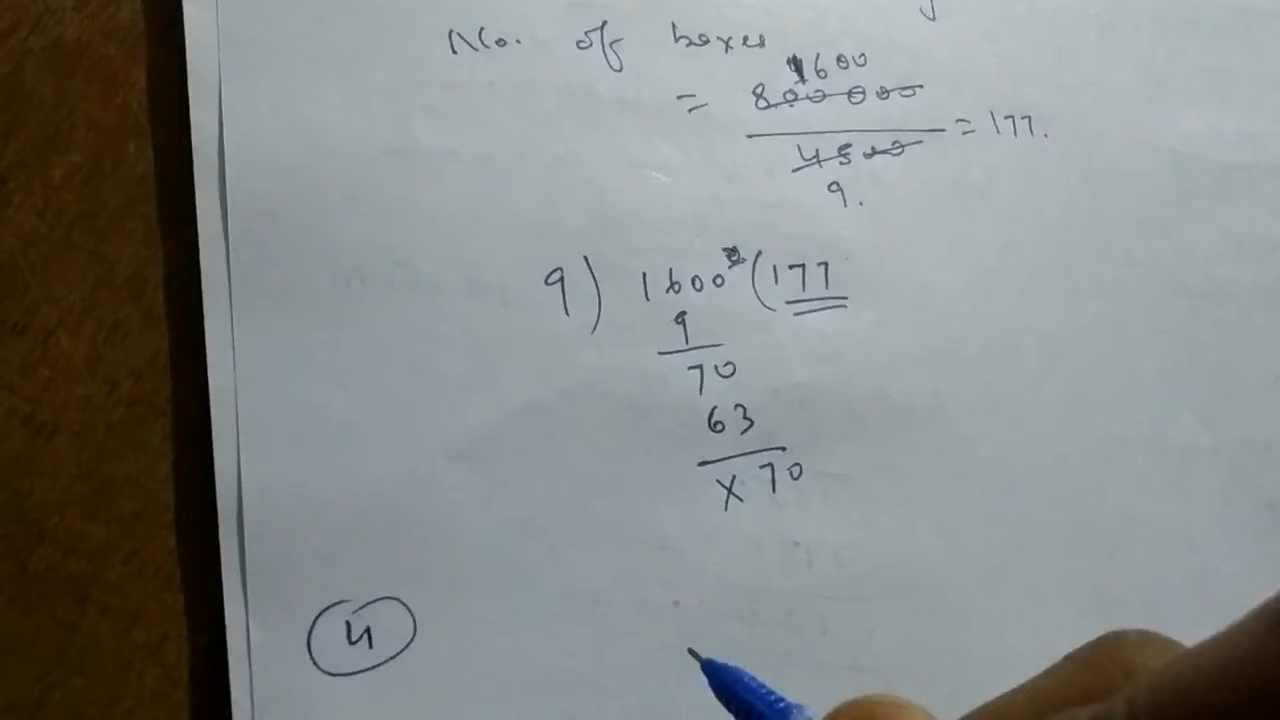 No. of boxes
1600
= 800000 = 177.
4500
9.
9) 1600 (177
9
70
63
x 70
4